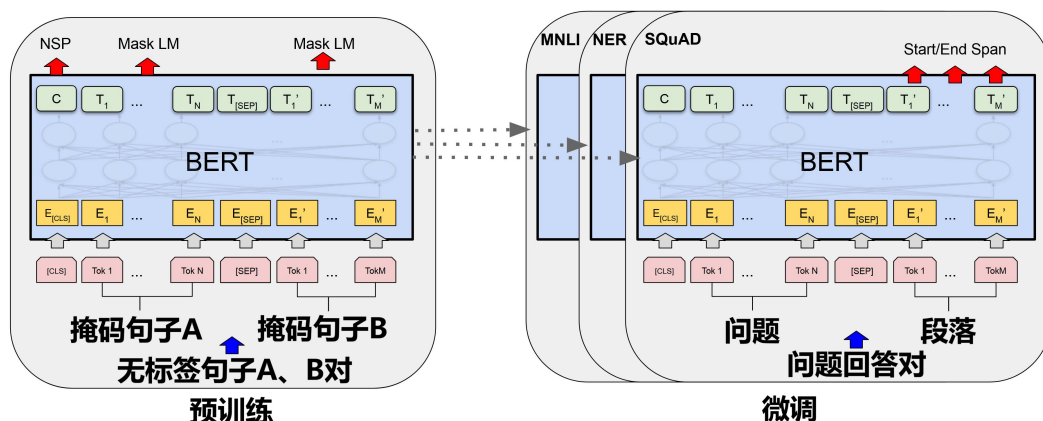 NSP Mask LM Mask LM
C T1 ... TN T[SEP] T1' ... TM'
BERT
E[CLS] E1 ... EN E[SEP] E1' ... EM'
[CLS] Tok 1 ... Tok N [SEP] Tok 1 ... TokM
掩码句子A 掩码句子B
无标签句子A、B对
预训练
MNLI NER SQuAD
Start/End Span
C T1 ... TN T[SEP] T1' ... TM'
BERT
E[CLS] E1 ... EN E[SEP] E1' ... EM'
[CLS] Tok 1 ... Tok N [SEP] Tok 1 ... TokM
问题 段落
问题回答对
微调